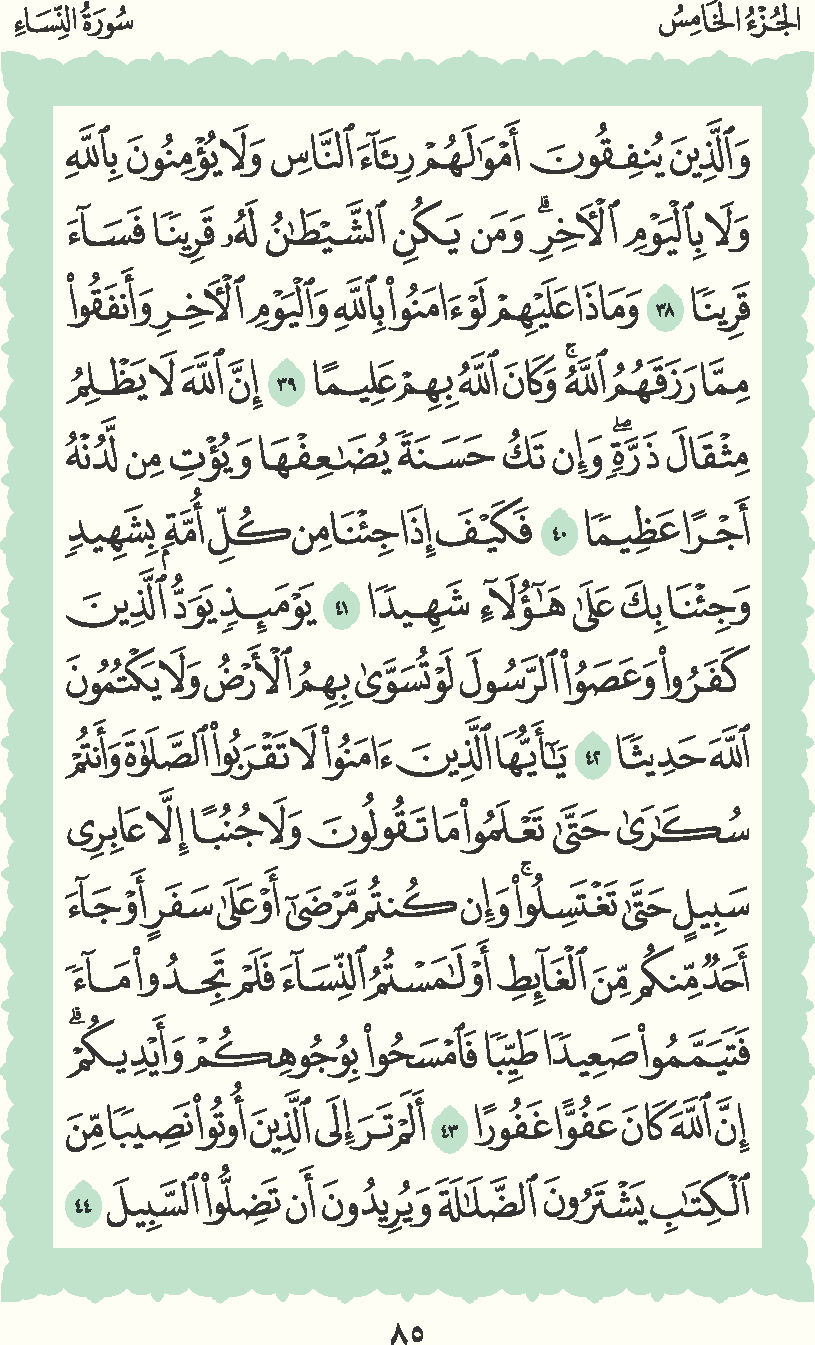 الجُزْءُ الخَامِسُ
سُورَةُ النِّسَاءِ
وَٱلَّذِينَ يُنفِقُونَ أَمْوَٰلَهُمْ رِئَآءَ ٱلنَّاسِ وَلَا يُؤْمِنُونَ بِٱللَّهِ
وَلَا بِٱلْيَوْمِ ٱلْأَخِرِ ۗ وَمَن يَكُنِ ٱلشَّيْطَٰنُ لَهُۥ قَرِينًا فَسَآءَ
قَرِينًا ٣٨ وَمَاذَا عَلَيْهِمْ لَوْ ءَامَنُوا۟ بِٱللَّهِ وَٱلْيَوْمِ ٱلْأَخِرِ وَأَنفَقُوا۟
مِمَّا رَزَقَهُمُ ٱللَّهُ ۚ وَكَانَ ٱللَّهُ بِهِمْ عَلِيمًا ٣٩ إِنَّ ٱللَّهَ لَا يَظْلِمُ
مِثْقَالَ ذَرَّةٍ ۖ وَإِن تَكُ حَسَنَةً يُضَٰعِفْهَا وَيُؤْتِ مِن لَّدُنْهُ
أَجْرًا عَظِيمًا ٤٠ فَكَيْفَ إِذَا جِئْنَا مِن كُلِّ أُمَّةٍۭ بِشَهِيدٍ
وَجِئْنَا بِكَ عَلَىٰ هَٰٓؤُلَآءِ شَهِيدًا ٤١ يَوْمَئِذٍ يَوَدُّ ٱلَّذِينَ
كَفَرُوا۟ وَعَصَوُا۟ ٱلرَّسُولَ لَوْ تُسَوَّىٰ بِهِمُ ٱلْأَرْضُ وَلَا يَكْتُمُونَ
ٱللَّهَ حَدِيثًا ٤٢ يَٰٓأَيُّهَا ٱلَّذِينَ ءَامَنُوا۟ لَا تَقْرَبُوا۟ ٱلصَّلَوٰةَ وَأَنتُمْ
سُكَٰرَىٰ حَتَّىٰ تَعْلَمُوا۟ مَا تَقُولُونَ وَلَا جُنُبًا إِلَّا عَابِرِى
سَبِيلٍ حَتَّىٰ تَغْتَسِلُوا۟ ۚ وَإِن كُنتُم مَّرْضَىٰٓ أَوْ عَلَىٰ سَفَرٍ أَوْ جَآءَ
أَحَدٌ مِّنكُم مِّنَ ٱلْغَآئِطِ أَوْ لَٰمَسْتُمُ ٱلنِّسَآءَ فَلَمْ تَجِدُوا۟ مَآءً
فَتَيَمَّمُوا۟ صَعِيدًا طَيِّبًا فَٱمْسَحُوا۟ بِوُجُوهِكُمْ وَأَيْدِيكُمْ ۗ
إِنَّ ٱللَّهَ كَانَ عَفُوًّا غَفُورًا ٤٣ أَلَمْ تَرَ إِلَى ٱلَّذِينَ أُوتُوا۟ نَصِيبًا مِّنَ
ٱلْكِتَٰبِ يَشْتَرُونَ ٱلضَّلَٰلَةَ وَيُرِيدُونَ أَن تَضِلُّوا۟ ٱلسَّبِيلَ ٤٤
٨٥